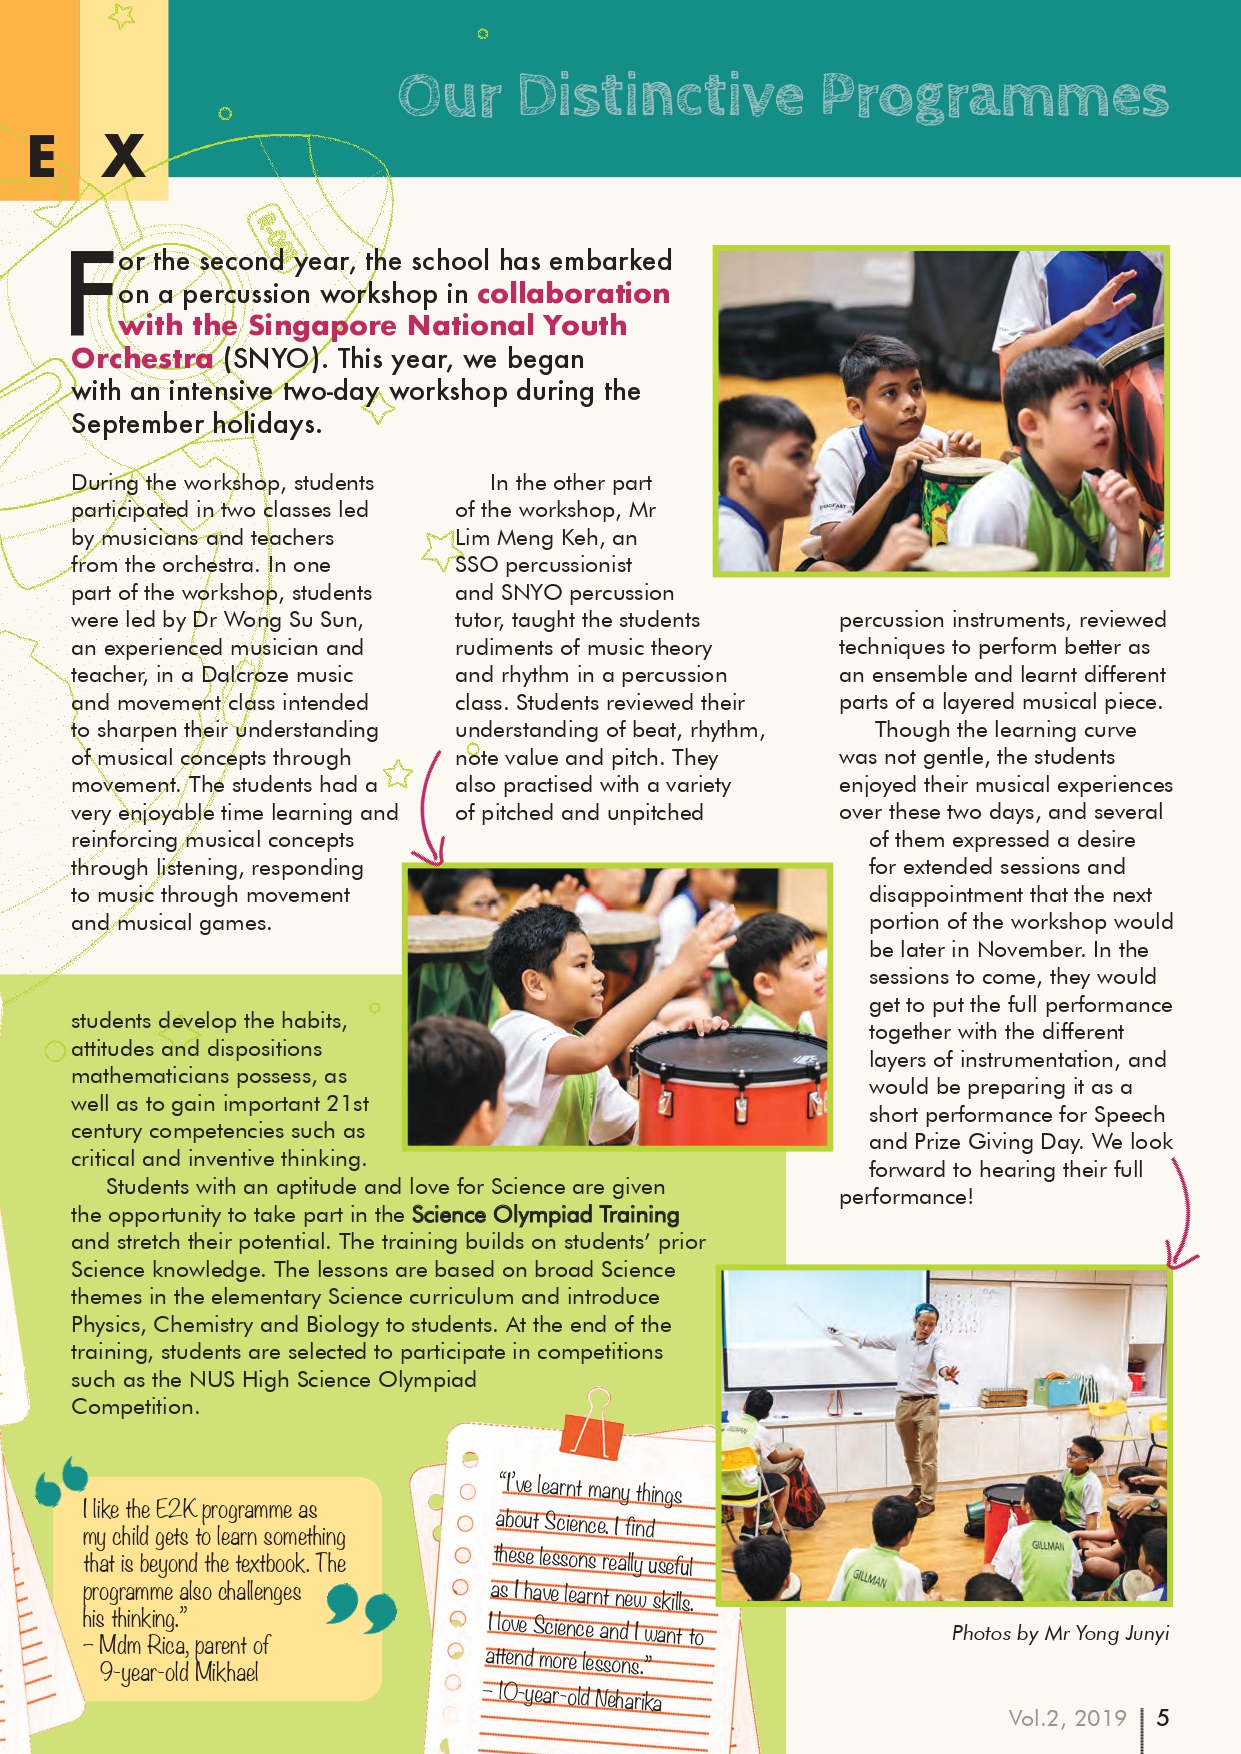 E X
Our Distinctive Programmes
R-001
For the second year, the school has embarked
on a percussion workshop in collaboration
with the Singapore National Youth
Orchestra (SNYO). This year, we began
with an intensive two-day workshop during the
September holidays.
During the workshop, students
participated in two classes led
by musicians and teachers
from the orchestra. In one
part of the workshop, students
were led by Dr Wong Su Sun,
an experienced musician and
teacher, in a Dalcroze music
and movement class intended
to sharpen their understanding
of musical concepts through
movement. The students had a
very enjoyable time learning and
reinforcing musical concepts
through listening, responding
to music through movement
and musical games.
In the other part
of the workshop, Mr
Lim Meng Keh, an
SSO percussionist
and SNYO percussion
tutor, taught the students
rudiments of music theory
and rhythm in a percussion
class. Students reviewed their
understanding of beat, rhythm,
note value and pitch. They
also practised with a variety
of pitched and unpitched
percussion instruments, reviewed
techniques to perform better as
an ensemble and learnt different
parts of a layered musical piece.
Though the learning curve
was not gentle, the students
enjoyed their musical experiences
over these two days, and several
of them expressed a desire
for extended sessions and
disappointment that the next
portion of the workshop would
be later in November. In the
sessions to come, they would
get to put the full performance
together with the different
layers of instrumentation, and
would be preparing it as a
short performance for Speech
and Prize Giving Day. We look
forward to hearing their full
performance!
students develop the habits,
attitudes and dispositions
mathematicians possess, as
well as to gain important 21st
century competencies such as
critical and inventive thinking.
Students with an aptitude and love for Science are given
the opportunity to take part in the Science Olympiad Training
and stretch their potential. The training builds on students’ prior
Science knowledge. The lessons are based on broad Science
themes in the elementary Science curriculum and introduce
Physics, Chemistry and Biology to students. At the end of the
training, students are selected to participate in competitions
such as the NUS High Science Olympiad
Competition.
I like the E2K programme as
my child gets to learn something
that is beyond the textbook. The
programme also challenges
his thinking.”
– Mdm Rica, parent of
9-year-old Mikhael
“I’ve learnt many things
about Science. I find
these lessons really useful
as I have learnt new skills.
I love Science and I want to
attend more lessons.”
– 10-year-old Neharika
GILLMAN
GILLMAN
GILLMAN
Photos by Mr Yong Junyi
Vol.2, 2019 5